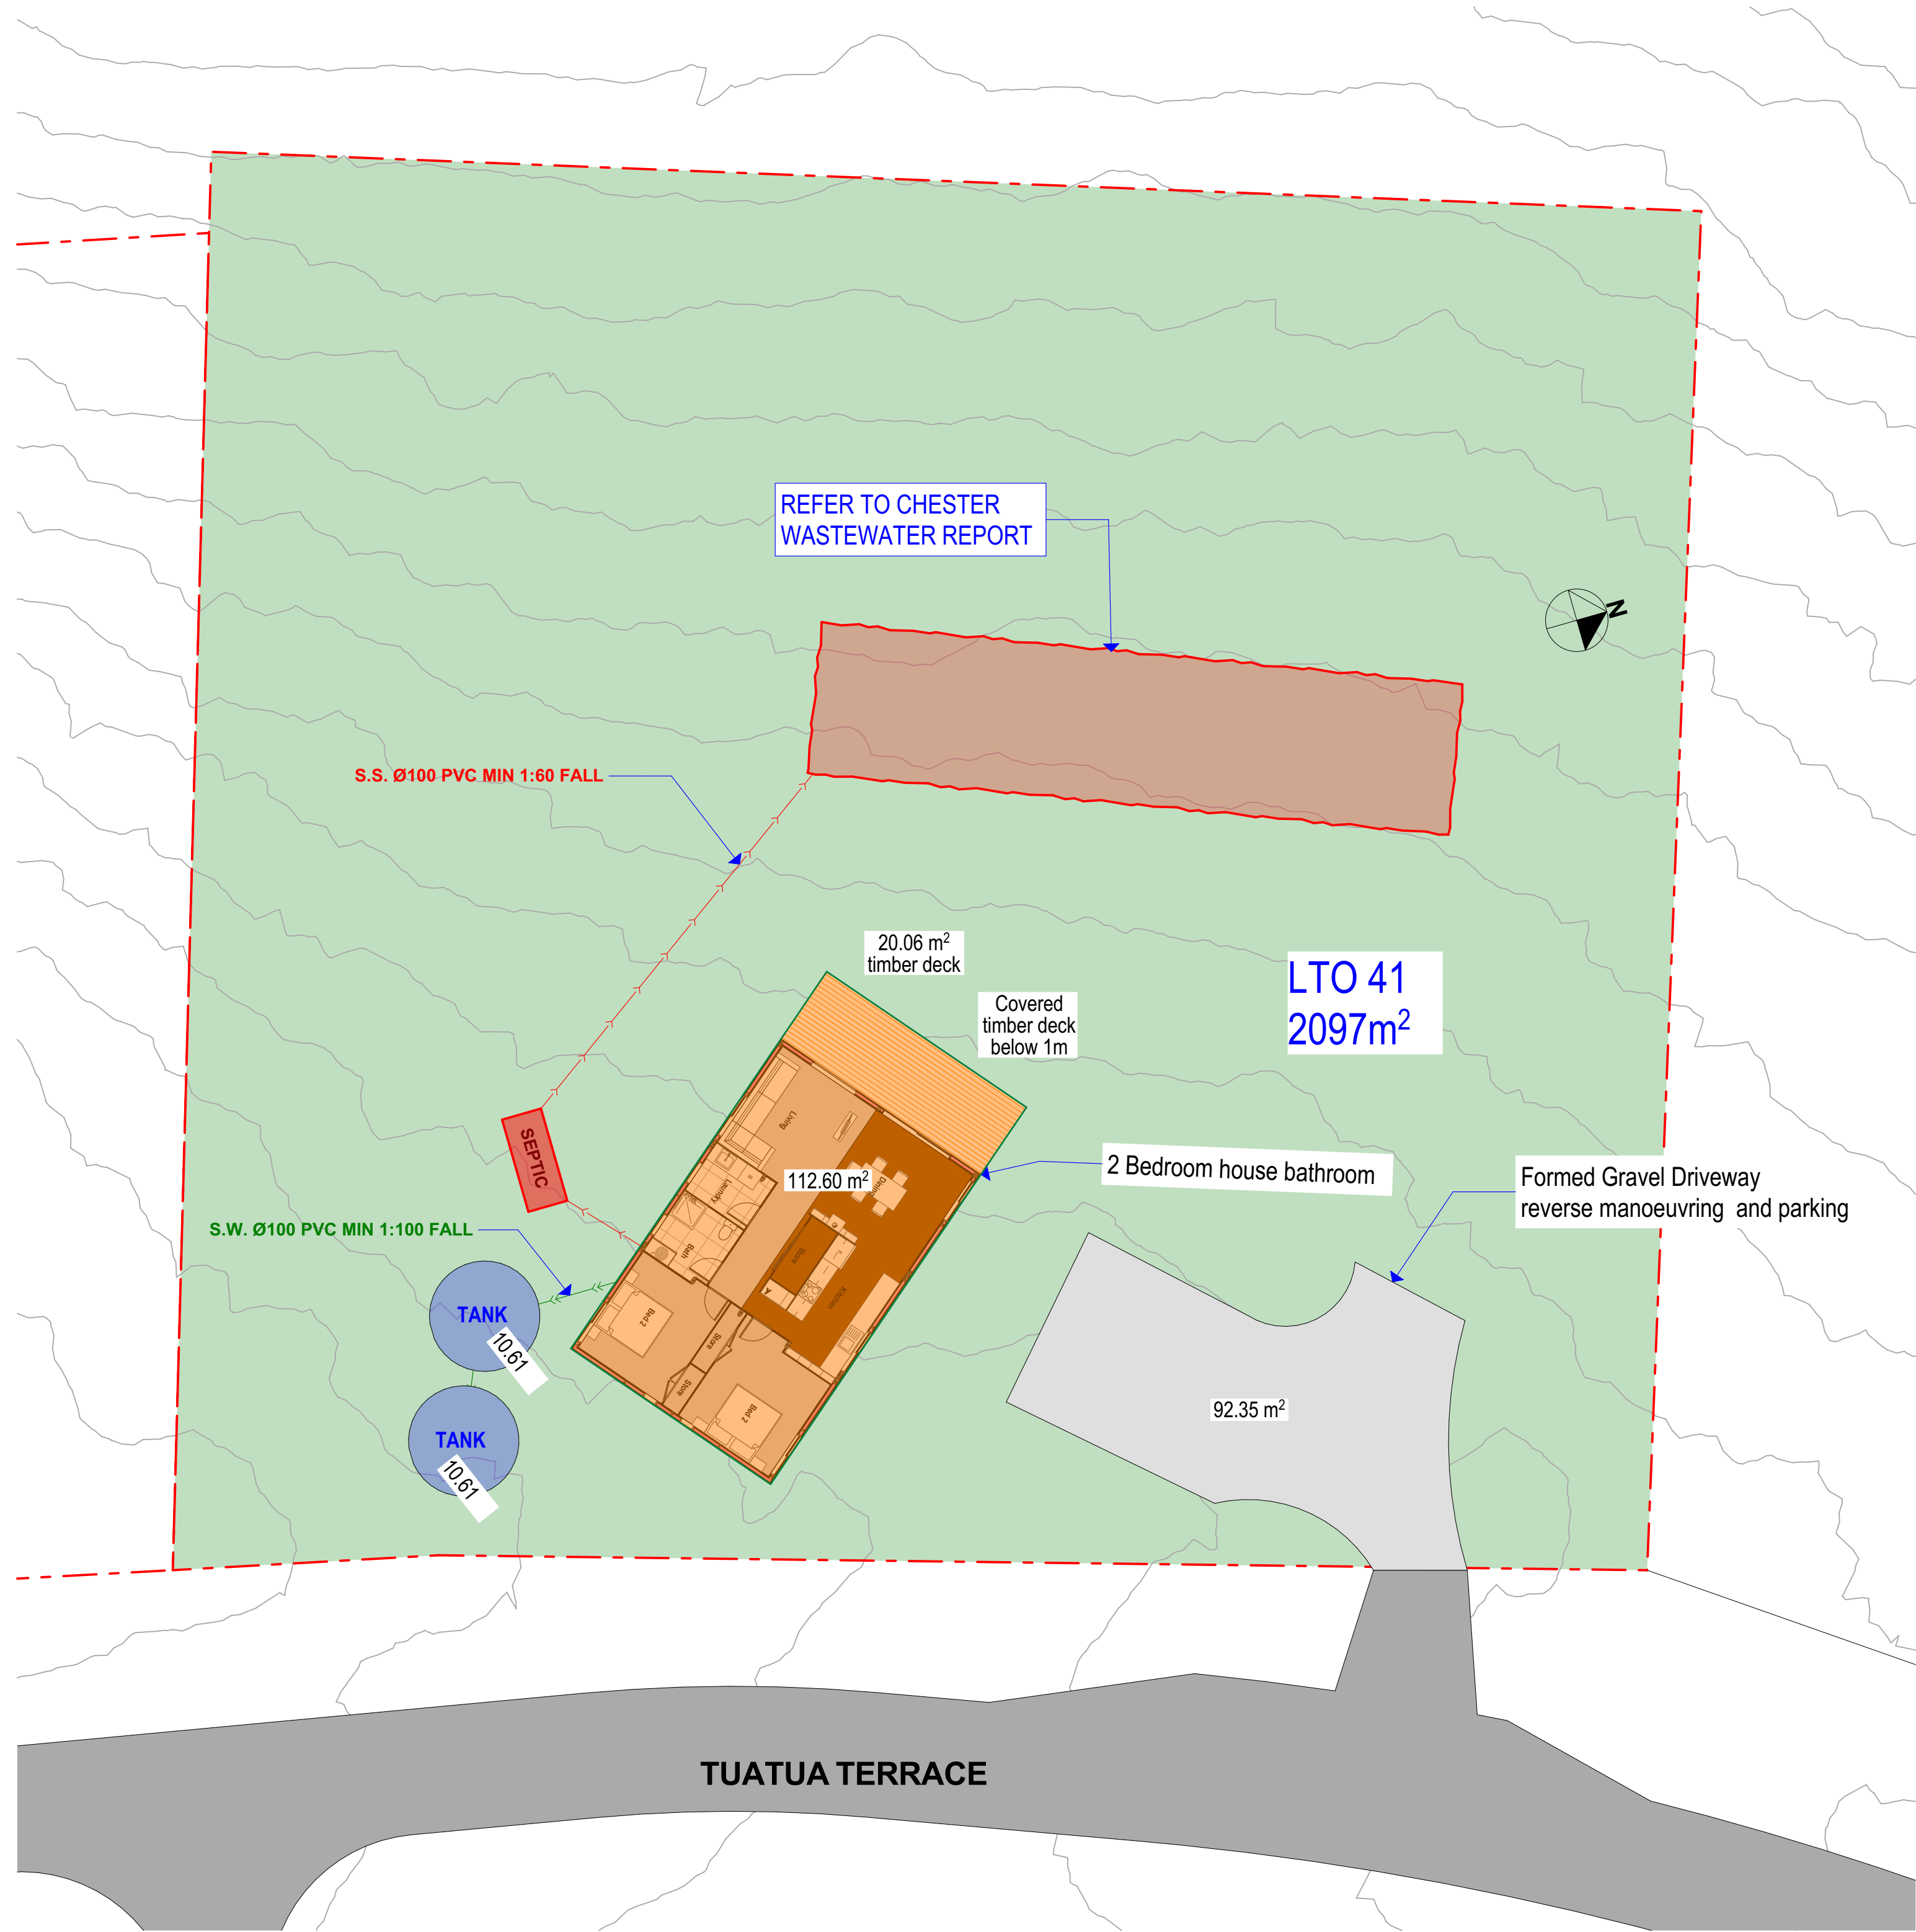 REFER TO CHESTER
WASTEWATER REPORT
N
S.S. Ø100 PVC MIN 1:60 FALL
20.06 m²
timber deck
Covered
timber deck
below 1m
LTO 41
2097m²
SEPTIC
Living
Laundry
112.60 m²
Dining
2 Bedroom house bathroom
Formed Gravel Driveway
reverse manoeuvring and parking
S.W. Ø100 PVC MIN 1:100 FALL
Bath
Store
Kitchen
TANK
10.61
Bed 2
Store
Store
Bed 2
92.35 m²
TANK
10.61
TUATUA TERRACE